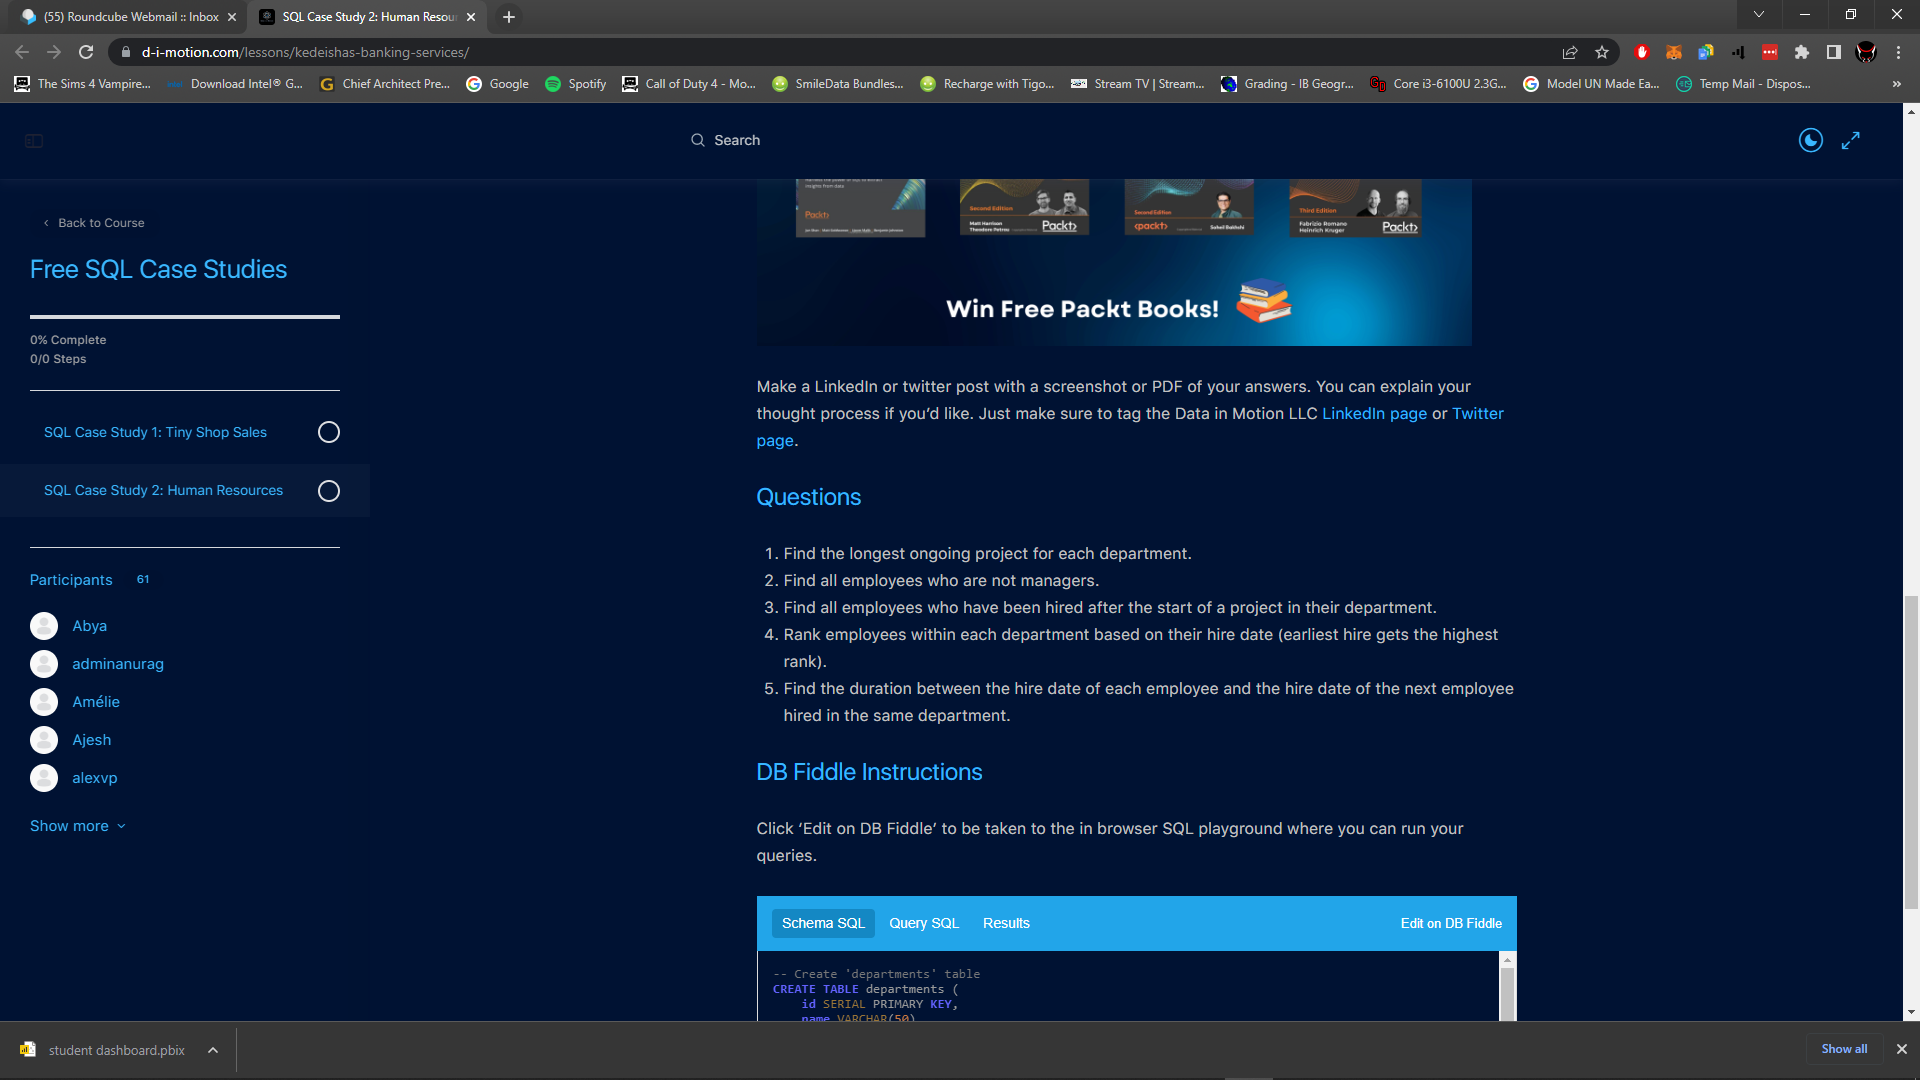 (55) Roundcube Webmail :: Inbox
SQL Case Study 2: Human Resou
d-i-motion.com/lessons/kedeishas-banking-services/
The Sims 4 Vampire...
Download Intel® G...
Chief Architect Pre...
Google
Spotify
Call of Duty 4 - Mo...
SmileData Bundles...
Recharge with Tigo...
Stream TV | Stream...
Grading - IB Geogr...
Core i3-6100U 2.3G...
Model UN Made Ea...
Temp Mail - Dispos...
»
Search
Back to Course
Free SQL Case Studies
0% Complete
0/0 Steps
SQL Case Study 1: Tiny Shop Sales
SQL Case Study 2: Human Resources
Participants 61
Abya
adminanurag
Amélie
Ajesh
alexvp
Show more
insights from data
Packt>
Second Edition
Matt Harrison
Theodore Petrou
Packt>
Second Edition
<packt>
Third Edition
Fabrizio Romano
Heinrich Kruger
Packt>
Win Free Packt Books!
Make a LinkedIn or twitter post with a screenshot or PDF of your answers. You can explain your
thought process if you’d like. Just make sure to tag the Data in Motion LLC LinkedIn page or Twitter
page.
Questions
1. Find the longest ongoing project for each department.
2. Find all employees who are not managers.
3. Find all employees who have been hired after the start of a project in their department.
4. Rank employees within each department based on their hire date (earliest hire gets the highest
rank).
5. Find the duration between the hire date of each employee and the hire date of the next employee
hired in the same department.
DB Fiddle Instructions
Click ‘Edit on DB Fiddle’ to be taken to the in browser SQL playground where you can run your
queries.
Schema SQL
Query SQL
Results
Edit on DB Fiddle
-- Create 'departments' table
CREATE TABLE departments (
id SERIAL PRIMARY KEY,
name VARCHAR(50)
student dashboard.pbix
Show all